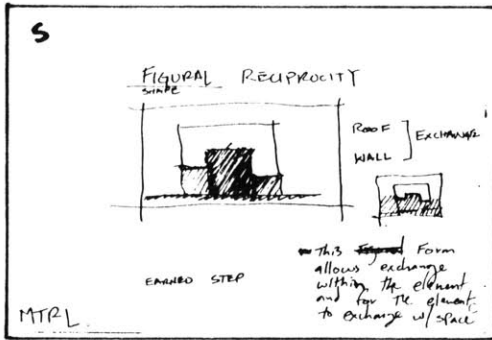 S
FIGURAL RECIPROCITY
SHAPE
ROOF
EXCHANGE
WALL
EARNED STEP
This Form
allows exchange
within the element
and for the element
to exchange w/ space
MTRL